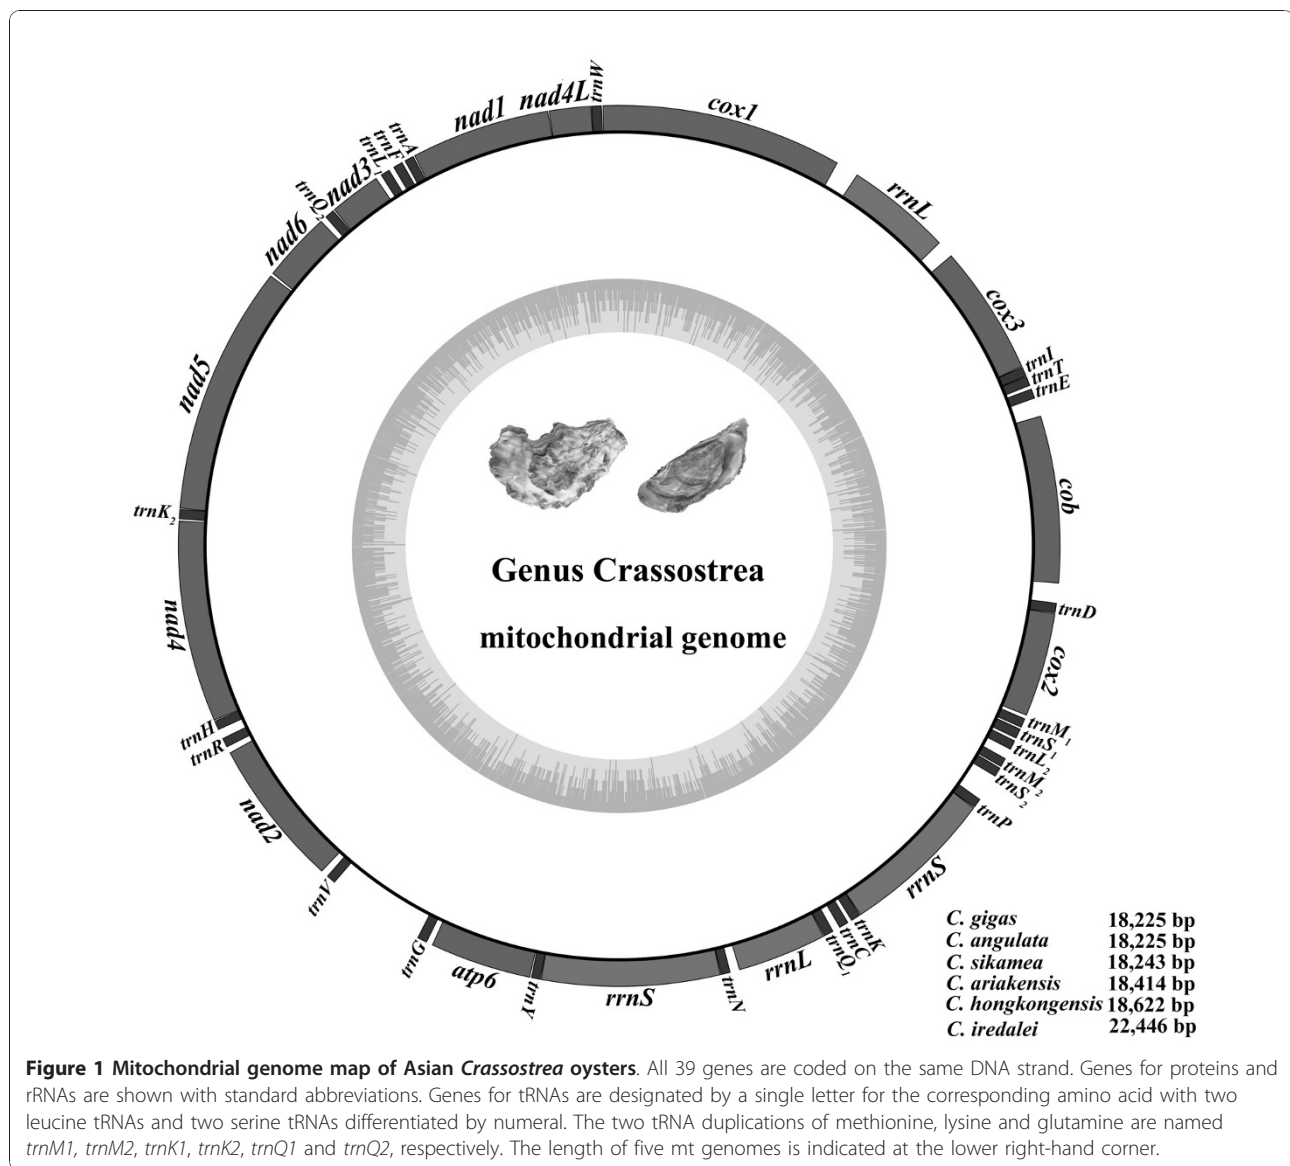 trnW
cox1
rrnL
cox3
trnI
trnT
trnE
cob
trnD
cox2
trnM1
trnS1
trnL2
trnM2
trnS2
trnP
rrnS
trnK
trnC
trnQ1
rrnL
trnN
rrnS
trnY
atp6
trnG
trnV
nad2
trnR
trnH
nad4
trnK2
nad5
nad6
trnQ2
nad3
trnL1
trnF
trnA
nad1
nad4L
Genus Crassostrea
mitochondrial genome
C. gigas 18,225 bp
C. angulata 18,225 bp
C. sikamea 18,243 bp
C. ariakensis 18,414 bp
C. hongkongensis 18,622 bp
C. iredalei 22,446 bp
Figure 1 Mitochondrial genome map of Asian Crassostrea oysters. All 39 genes are coded on the same DNA strand. Genes for proteins and
rRNAs are shown with standard abbreviations. Genes for tRNAs are designated by a single letter for the corresponding amino acid with two
leucine tRNAs and two serine tRNAs differentiated by numeral. The two tRNA duplications of methionine, lysine and glutamine are named
trnM1, trnM2, trnK1, trnK2, trnQ1 and trnQ2, respectively. The length of five mt genomes is indicated at the lower right-hand corner.